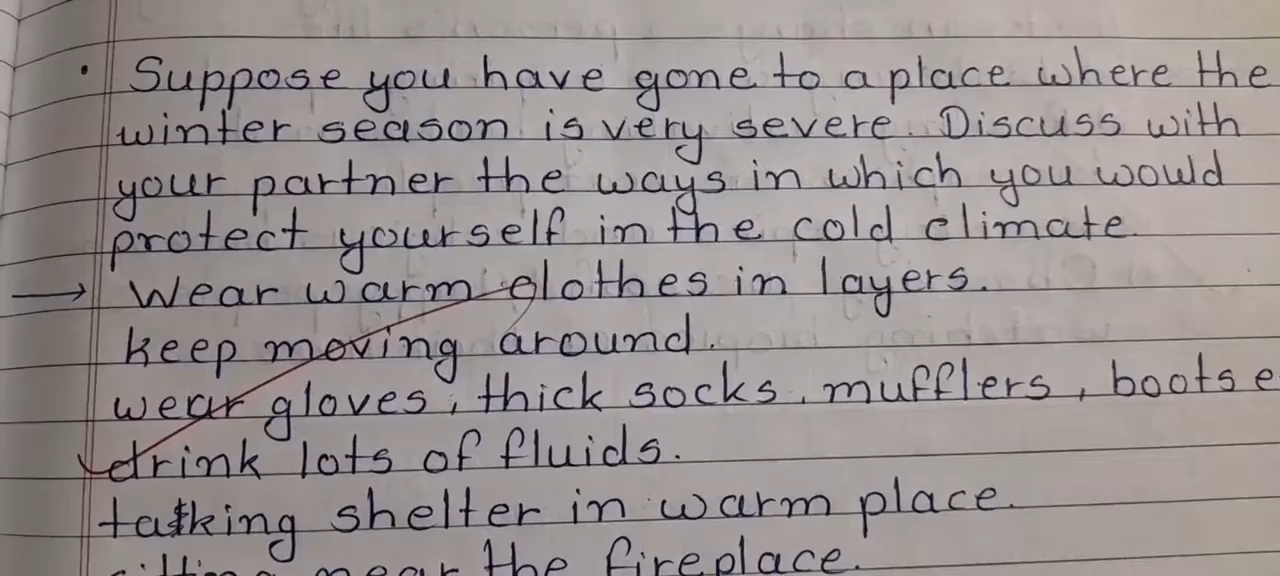 Suppose you have gone to a place where the
winter season is very severe. Discuss with
your partner the ways in which you would
protect yourself in the cold climate.
→ Wear warm clothes in layers.
keep moving around.
wear gloves, thick socks, mufflers, boots e
drink lots of fluids.
taking shelter in warm place.
near the fireplace.